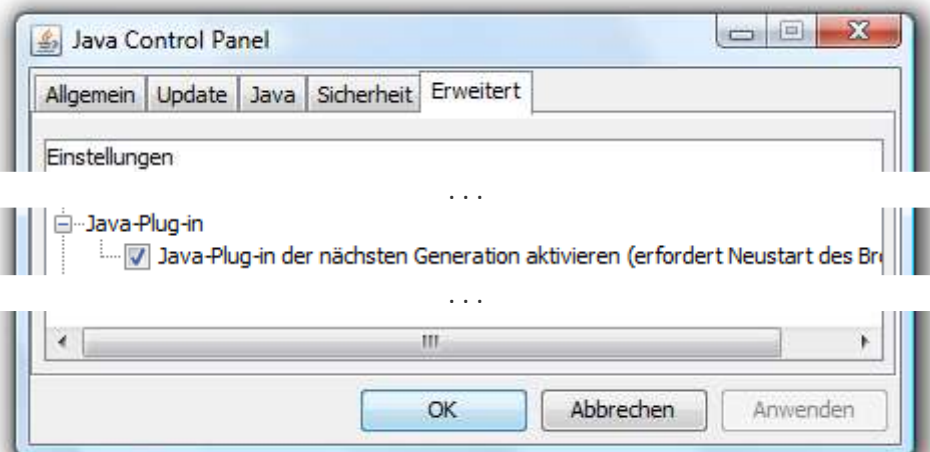 Java Control Panel
Allgemein Update Java Sicherheit Erweitert
Einstellungen
. . .
Java-Plug-in
Java-Plug-in der nächsten Generation aktivieren (erfordert Neustart des Br
. . .
OK Abbrechen Anwenden